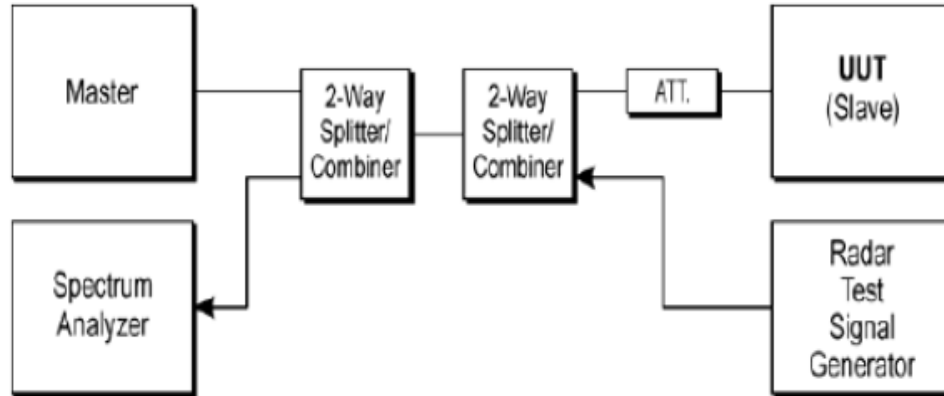 Master
2-Way
Splitter/
Combiner
2-Way
Splitter/
Combiner
ATT.
UUT
(Slave)
Spectrum
Analyzer
Radar
Test
Signal
Generator